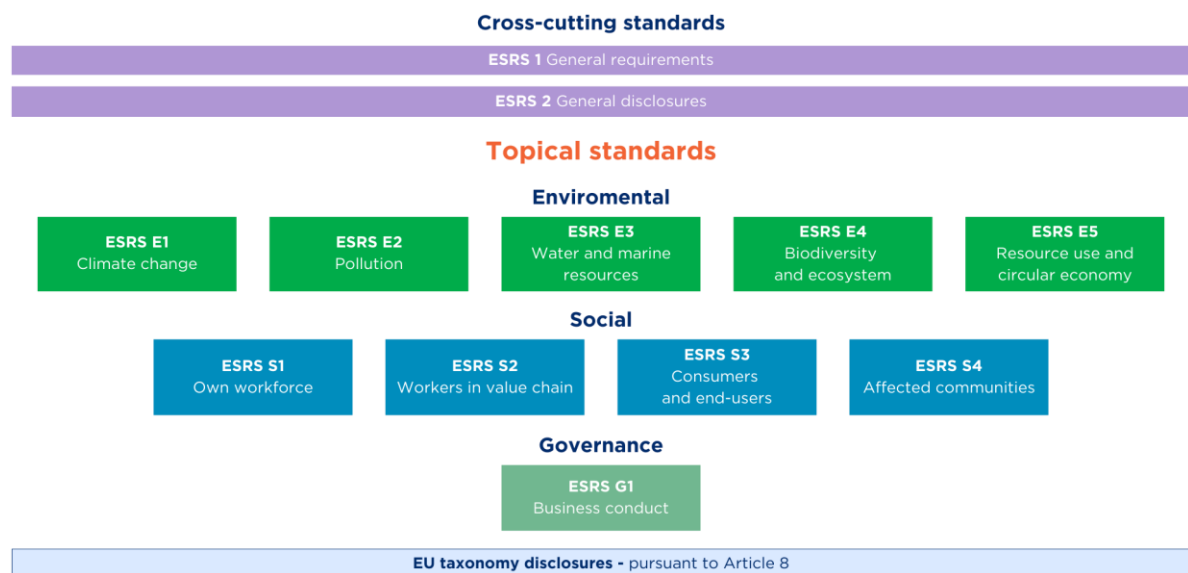 Cross-cutting standards
ESRS 1 General requirements
ESRS 2 General disclosures
Topical standards
Enviromental
ESRS E1
Climate change
ESRS E2
Pollution
ESRS E3
Water and marine
resources
ESRS E4
Biodiversity
and ecosystem
ESRS E5
Resource use and
circular economy
Social
ESRS S1
Own workforce
ESRS S2
Workers in value chain
ESRS S3
Consumers
and end-users
ESRS S4
Affected communities
Governance
ESRS G1
Business conduct
EU taxonomy disclosures - pursuant to Article 8